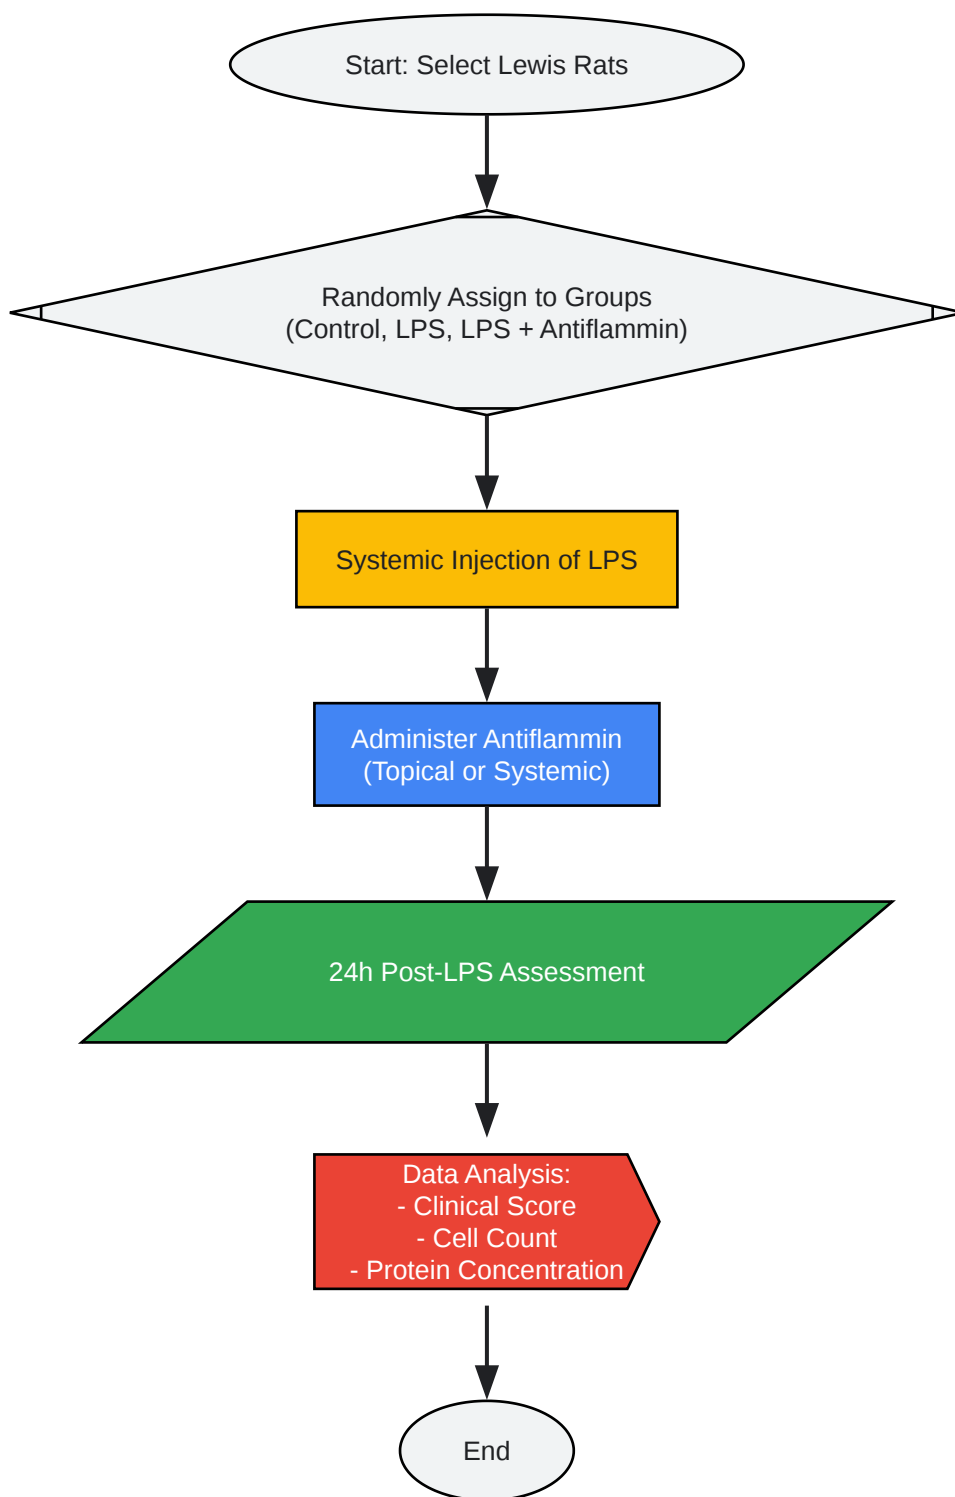 Start: Select Lewis Rats
Randomly Assign to Groups
(Control, LPS, LPS + Antiflammin)
Systemic Injection of LPS
Administer Antiflammin
(Topical or Systemic)
24h Post-LPS Assessment
Data Analysis:
- Clinical Score
- Cell Count
- Protein Concentration
End